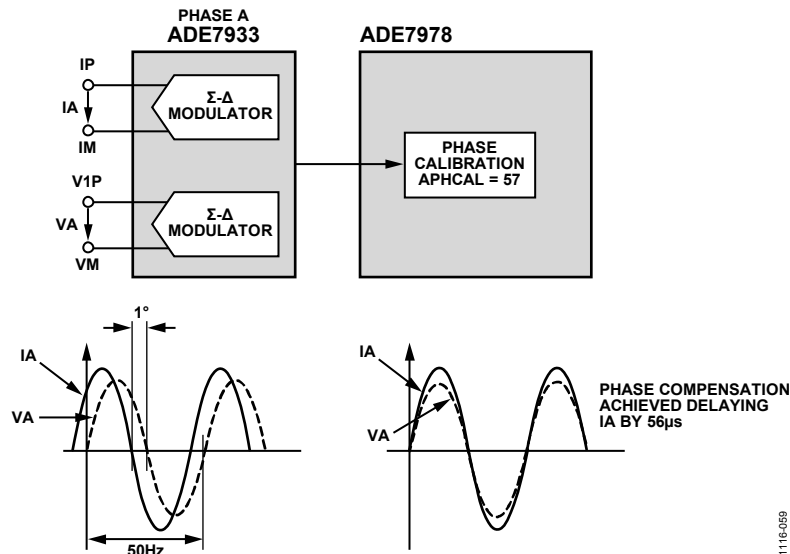 PHASE A
ADE7933
ADE7978
IP
IA
IM
Σ-Δ
MODULATOR
V1P
VA
VM
Σ-Δ
MODULATOR
PHASE
CALIBRATION
APHCAL = 57
1°
IA
VA
50Hz
IA
VA
PHASE COMPENSATION
ACHIEVED DELAYING
IA BY 56µs
1116-059